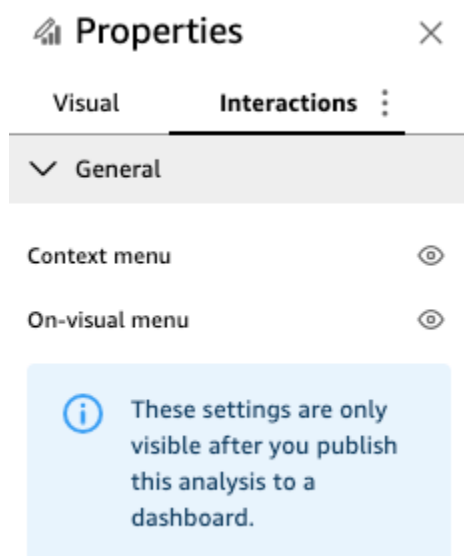 Properties
Visual Interactions
General
Context menu
On-visual menu
These settings are only
visible after you publish
this analysis to a
dashboard.